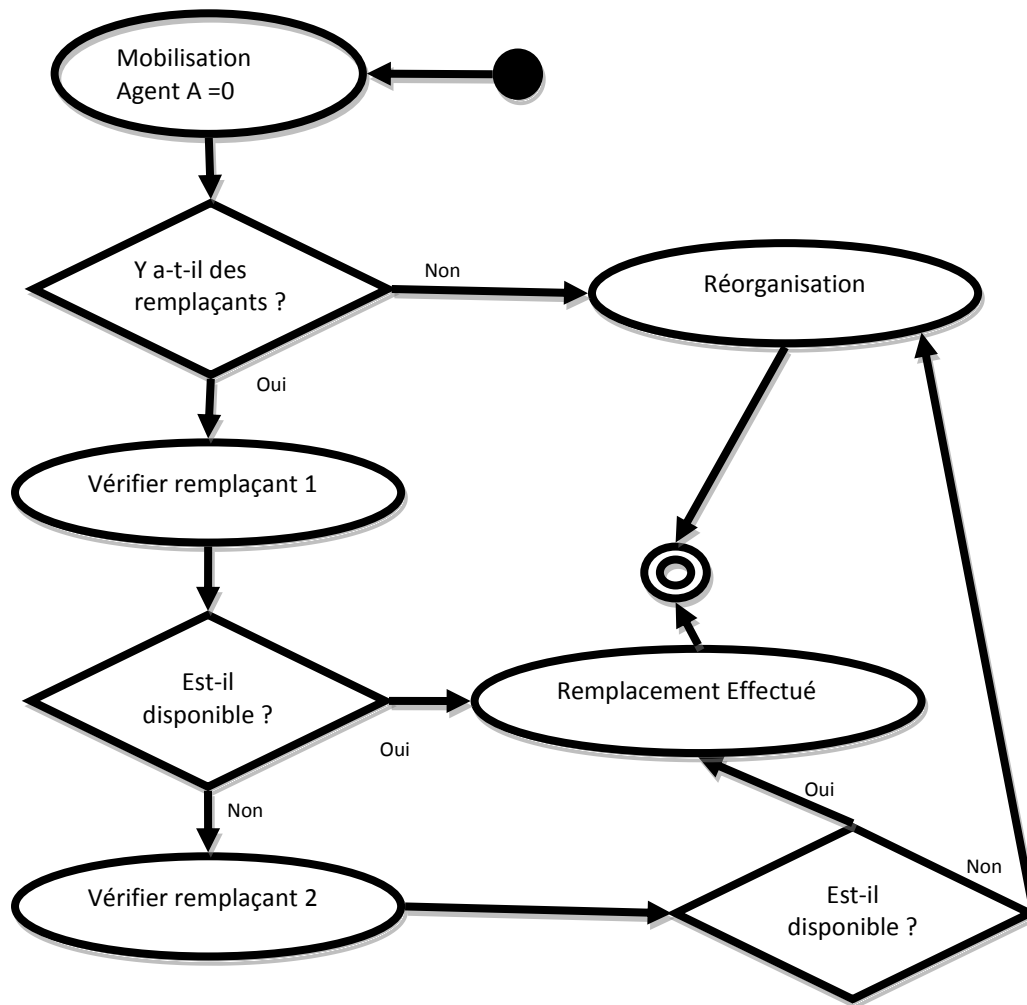 Mobilisation
Agent A =0
Y a-t-il des
remplaçants ?
Non
Réorganisation
Oui
Vérifier remplaçant 1
Est-il
disponible ?
Oui
Remplacement Effectué
Non
Oui
Vérifier remplaçant 2
Est-il
disponible ?
Non